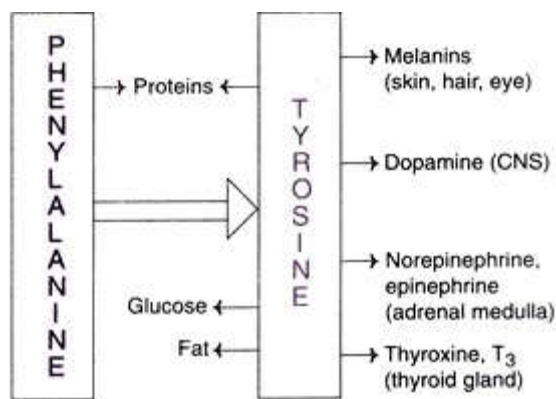 PHENYLALANINE
Proteins
Glucose
Fat
TYROSINE
Melanins
(skin, hair, eye)
Dopamine (CNS)
Norepinephrine,
epinephrine
(adrenal medulla)
Thyroxine, T₃
(thyroid gland)